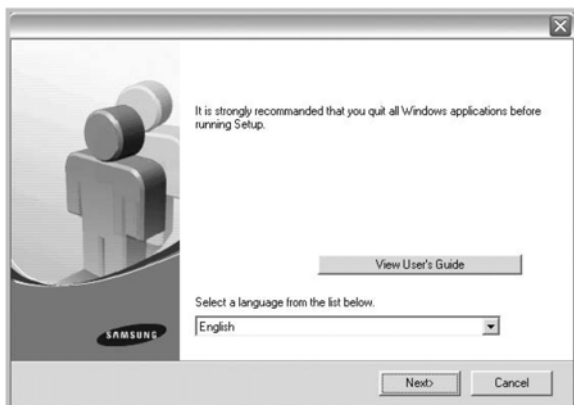 It is strongly recommanded that you quit all Windows applications before
running Setup.
View User's Guide
Select a language from the list below.
English
SAMSUNG
Next>
Cancel